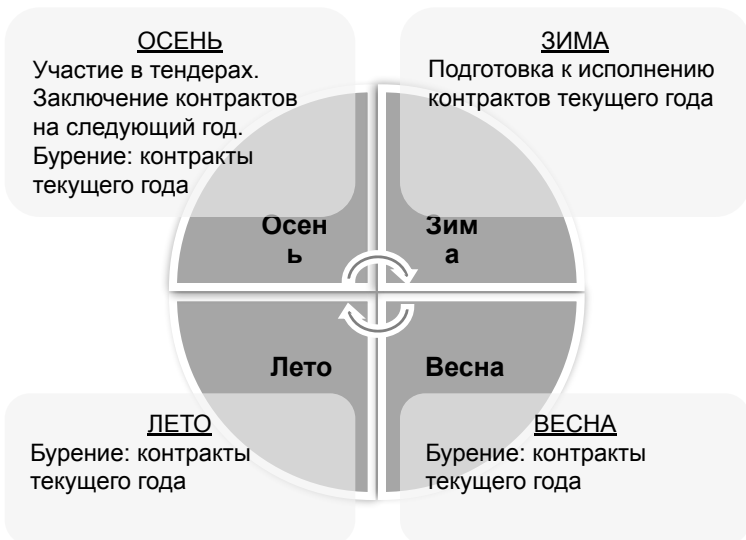 ОСЕНЬ
Участие в тендерах.
Заключение контрактов
на следующий год.
Бурение: контракты
текущего года
ЗИМА
Подготовка к исполнению
контрактов текущего года
Осен
ь
Зим
а
Лето
Весна
ЛЕТО
Бурение: контракты
текущего года
ВЕСНА
Бурение: контракты
текущего года